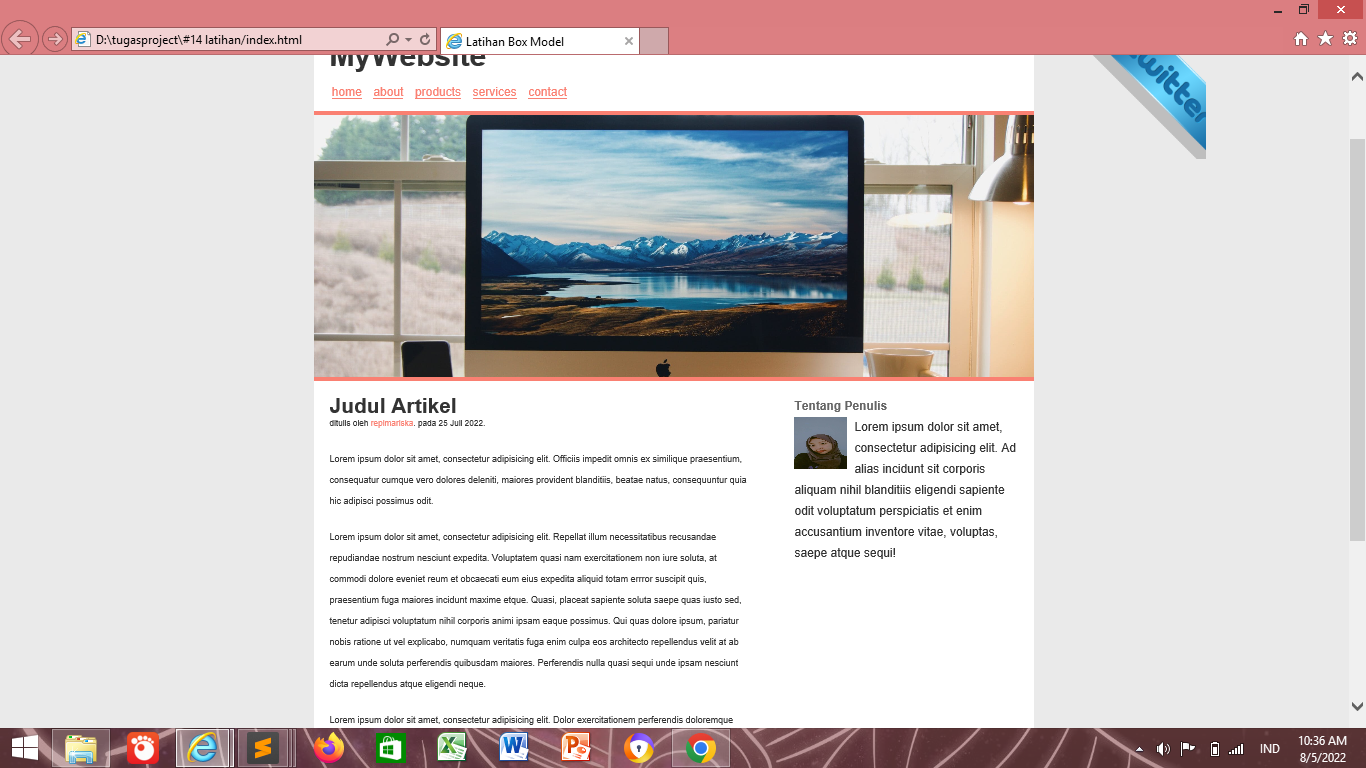 D:\tugasproject\#14 latihan/index.html
Latihan Box Model
MyWebsite
home about products services contact
twitter
Judul Artikel
ditulis oleh repimariska. pada 25 Juli 2022.
Lorem ipsum dolor sit amet, consectetur adipisicing elit. Officiis impedit omnis ex similique praesentium,
consequatur cumque vero dolores deleniti, maiores provident blanditiis, beatae natus, consequuntur quia
hic adipisci possimus odit.
Lorem ipsum dolor sit amet, consectetur adipisicing elit. Repellat illum necessitatibus recusandae
repudiandae nostrum nesciunt expedita. Voluptatem quasi nam exercitationem non iure soluta, at
commodi dolore eveniet reum et obcaecati eum eius expedita aliquid totam errror suscipit quis,
praesentium fuga maiores incidunt maxime etque. Quasi, placeat sapiente soluta saepe quas iusto sed,
tenetur adipisci voluptatum nihil corporis animi ipsam eaque possimus. Qui quas dolore ipsum, pariatur
nobis ratione ut vel explicabo, numquam veritatis fuga enim culpa eos architecto repellendus velit at ab
earum unde soluta perferendis quibusdam maiores. Perferendis nulla quasi sequi unde ipsam nesciunt
dicta repellendus atque eligendi neque.
Lorem ipsum dolor sit amet, consectetur adipisicing elit. Dolor exercitationem perferendis doloremque
Tentang Penulis
Lorem ipsum dolor sit amet,
consectetur adipisicing elit. Ad
alias incidunt sit corporis
aliquam nihil blanditiis eligendi sapiente
odit voluptatum perspiciatis et enim
accusantium inventore vitae, voluptas,
saepe atque sequi!
IND
10:36 AM
8/5/2022